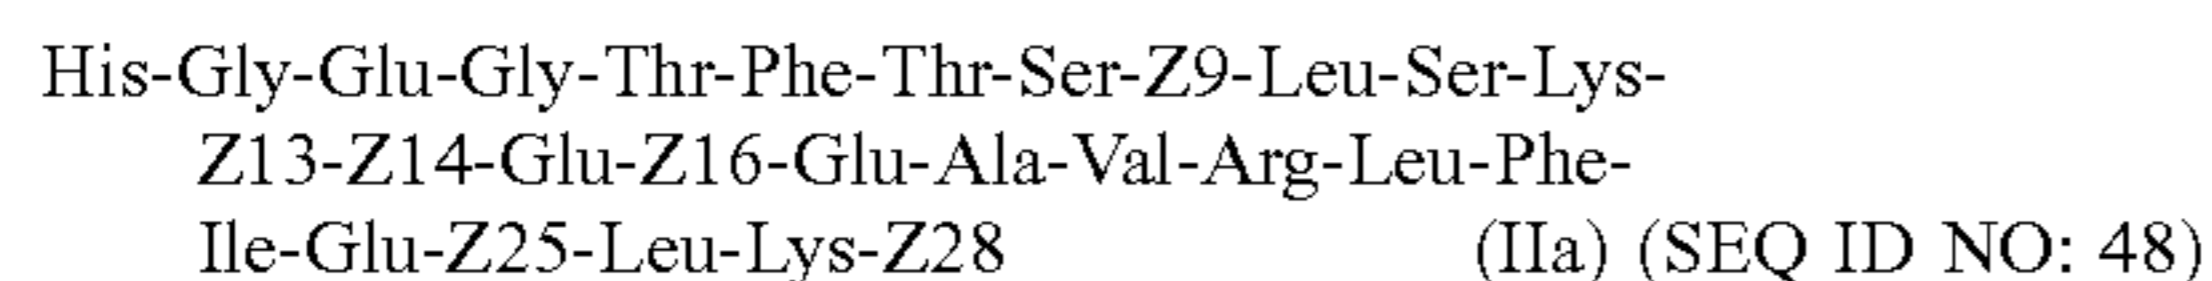 His-Gly-Glu-Gly-Thr-Phe-Thr-Ser-Z9-Leu-Ser-Lys-
Z13-Z14-Glu-Z16-Glu-Ala-Val-Arg-Leu-Phe-
Ile-Glu-Z25-Leu-Lys-Z28 (IIa) (SEQ ID NO: 48)